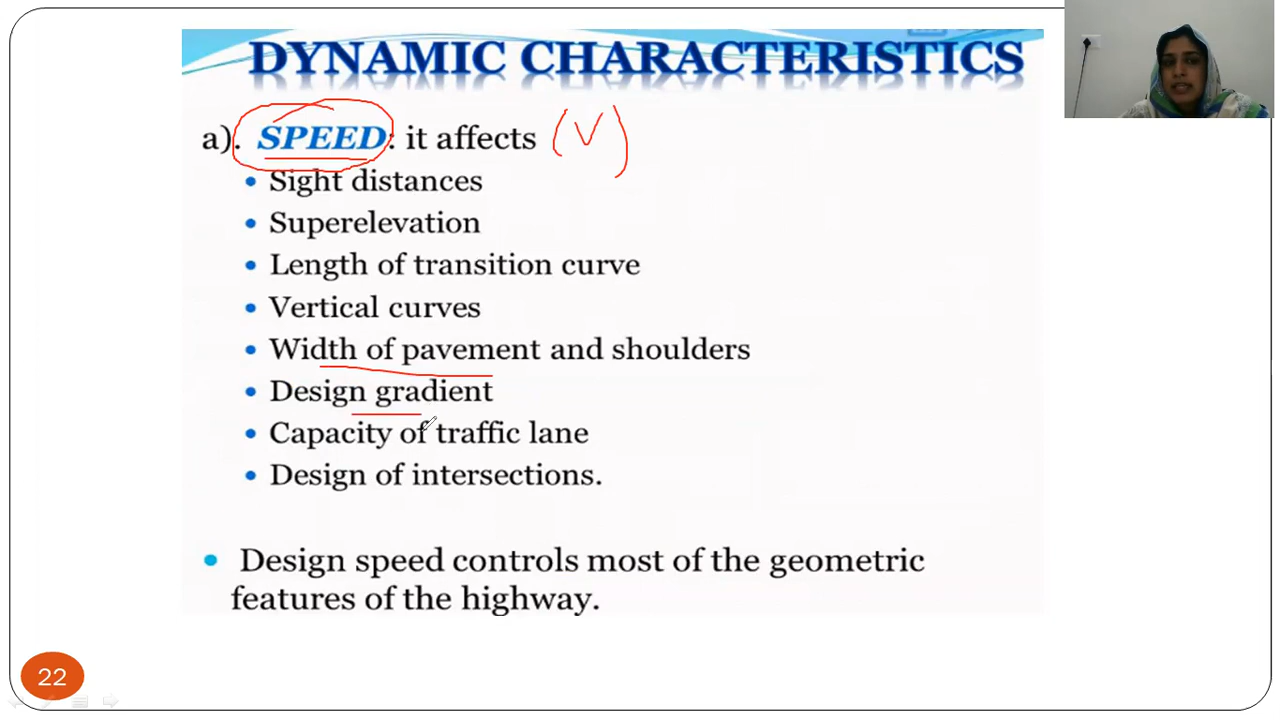 DYNAMIC CHARACTERISTICS
a). SPEED: it affects (V)
• Sight distances
• Superelevation
• Length of transition curve
• Vertical curves
• Width of pavement and shoulders
• Design gradient
• Capacity of traffic lane
• Design of intersections.
• Design speed controls most of the geometric
features of the highway.
22